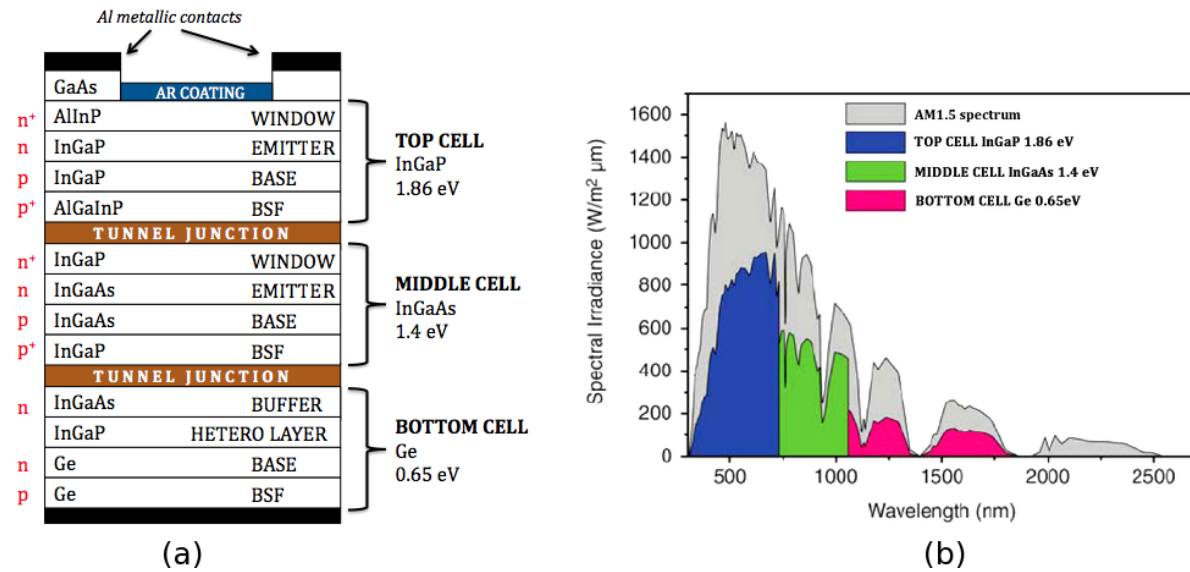 Al metallic contacts
GaAs
AR COATING
n+ AlInP WINDOW
n InGaP EMITTER
p InGaP BASE
p+ AlGaInP BSF
TOP CELL
InGaP
1.86 eV
TUNNEL JUNCTION
n+ InGaP WINDOW
n InGaAs EMITTER
p InGaAs BASE
p+ InGaP BSF
MIDDLE CELL
InGaAs
1.4 eV
TUNNEL JUNCTION
n InGaAs BUFFER
InGaP HETERO LAYER
n Ge BASE
p Ge BSF
BOTTOM CELL
Ge
0.65 eV
(a)
AM1.5 spectrum
TOP CELL InGaP 1.86 eV
MIDDLE CELL InGaAs 1.4 eV
BOTTOM CELL Ge 0.65eV
Spectral Irradiance (W/m² µm)
1600
1400
1200
1000
800
600
400
200
0
500 1000 1500 2000 2500
Wavelength (nm)
(b)